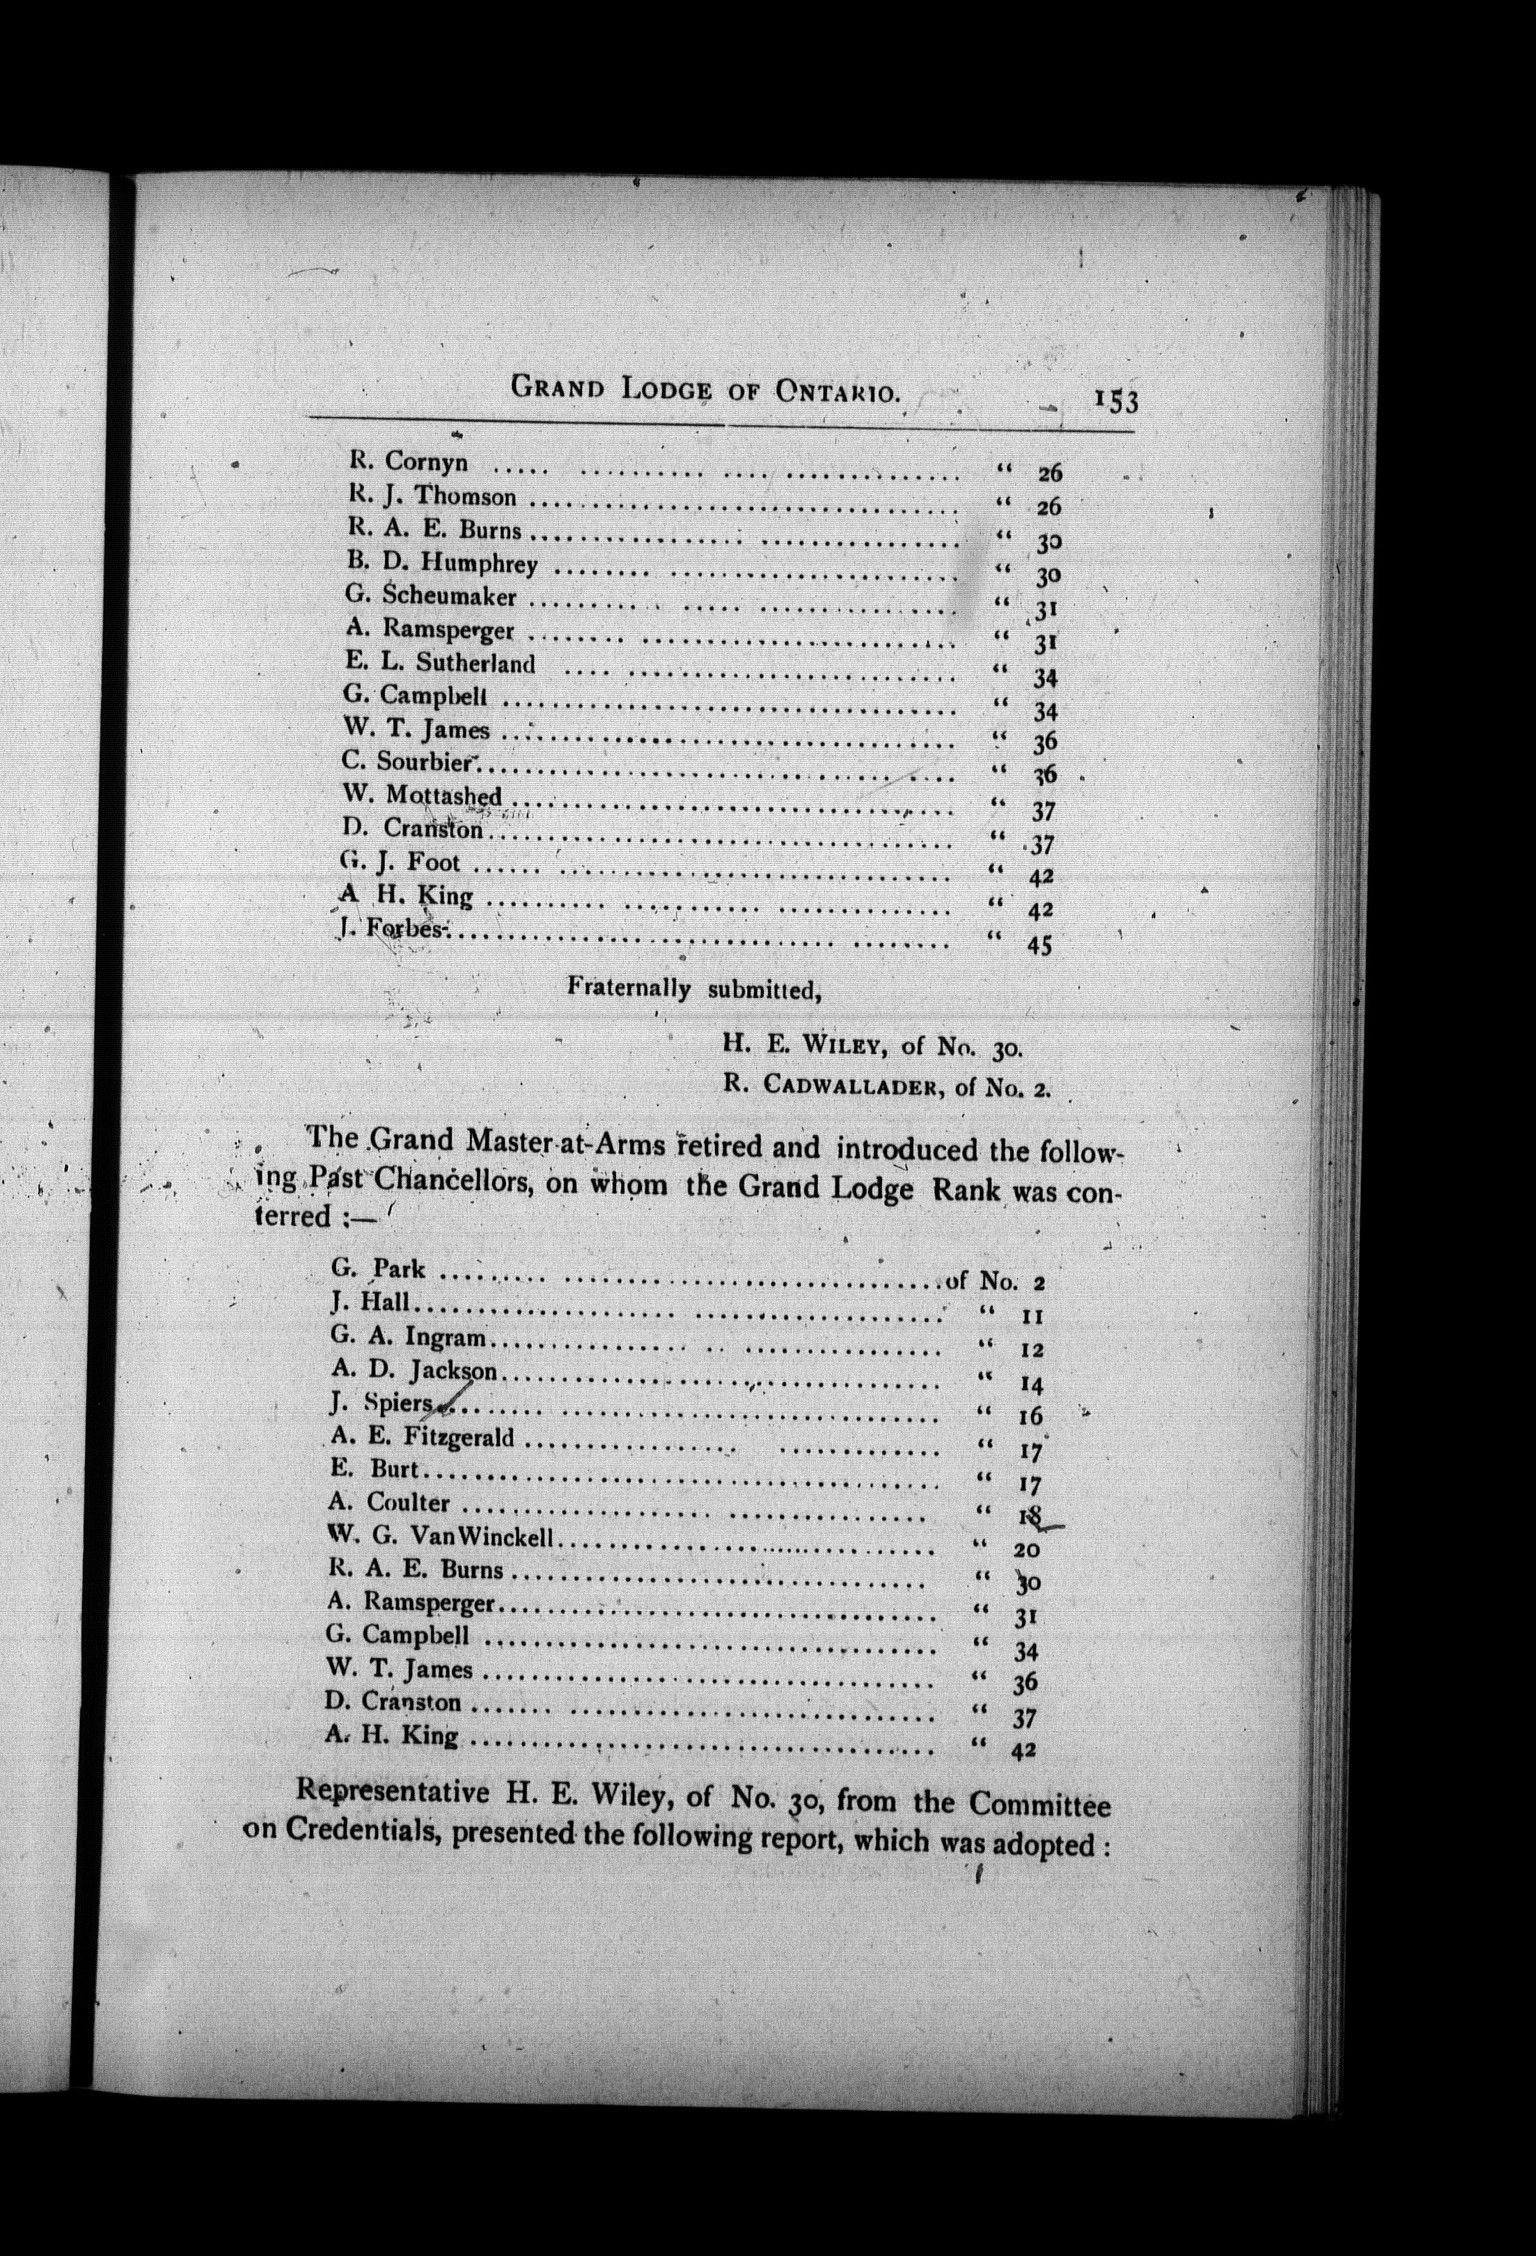 GRAND LODGE OF ONTARIO. 153
R. Cornyn ..... .......... .... .............. “ 26
R. J. Thomson .................................. “ 26
R. A. E. Burns ................. ................ “ 30
B. D. Humphrey ........ ....................... “ 30
G. Scheumaker ........... ..... ................ “ 31
A. Ramsperger ........ ......................... “ 31
E. L. Sutherland .... .......................... “ 34
G. Campbell .................................... “ 34
W. T. James .................................... “ 36
C. Sourbier..................................... “ 36
W. Mottashed ................................... “ 37
D. Cranston..................................... “ 37
G. J. Foot ...... ............................... “ 42
A H. King .......... ........... .............. “ 42
J. Forbes................................ ........ “ 45
Fraternally submitted,
H. E. WILEY, of No. 30.
R. CADWALLADER, of No. 2.
The Grand Master at-Arms retired and introduced the follow-
ing Past Chancellors, on whom the Grand Lodge Rank was con-
ferred :—
G. Park ......... ..............................of No. 2
J. Hall..................... .................... “ 11
G. A. Ingram................ .. ................ “ 12
A. D. Jackson................................... “ 14
J. Spiers......... .............................. “ 16
A. E. Fitzgerald ................. ............. “ 17
E. Burt......................................... “ 17
A. Coulter .................... ................ “ 18
W. G. VanWinckell............................... “ 20
R. A. E. Burns ................................. “ 30
A. Ramsperger................................... “ 31
G. Campbell .................................... “ 34
W. T. James .................................... “ 36
D. Cranston ....... ............................. “ 37
A. H. King ..................................... “ 42
Representative H. E. Wiley, of No. 30, from the Committee
on Credentials, presented the following report, which was adopted :